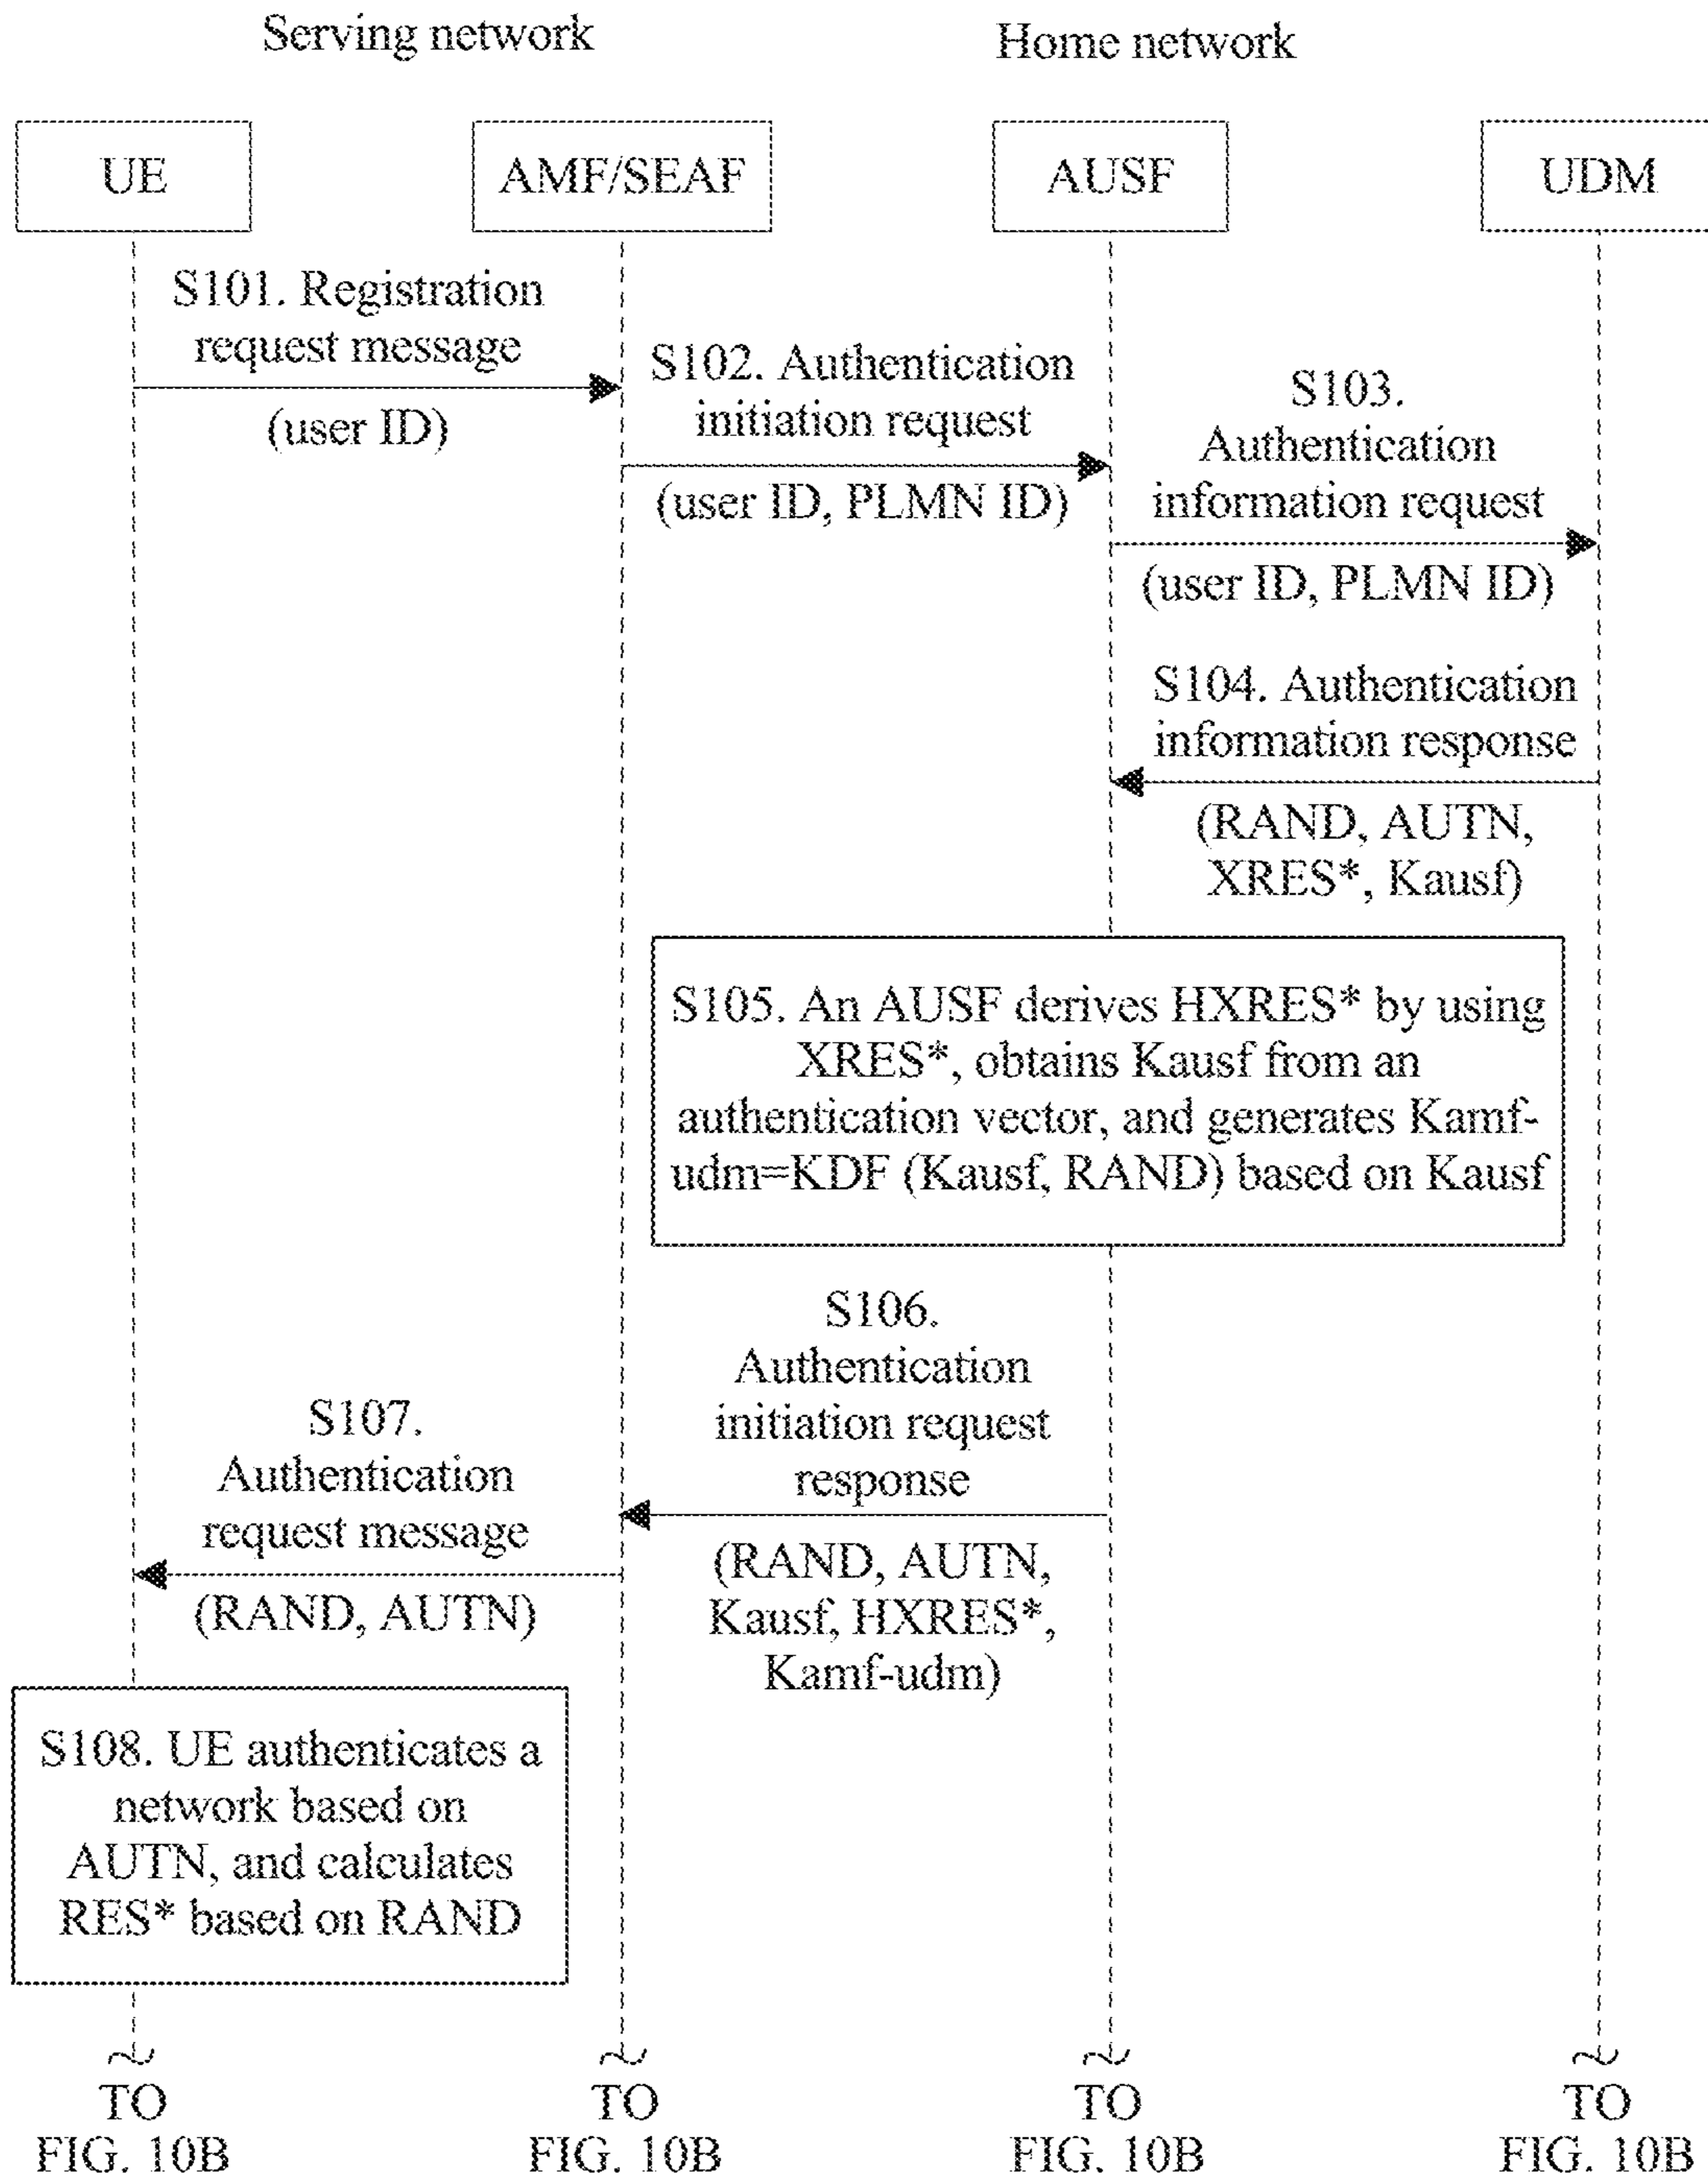 Serving network
Home network
UE
AMF/SEAF
AUSF
UDM
S101. Registration
request message
(user ID)
S102. Authentication
initiation request
(user ID, PLMN ID)
S103.
Authentication
information request
(user ID, PLMN ID)
S104. Authentication
information response
(RAND, AUTN,
XRES*, Kausf)
S105. An AUSF derives HXRES* by using
XRES*, obtains Kausf from an
authentication vector, and generates Kamf-
udm=KDF (Kausf, RAND) based on Kausf
S106.
Authentication
initiation request
response
(RAND, AUTN,
Kausf, HXRES*,
Kamf-udm)
S107.
Authentication
request message
(RAND, AUTN)
S108. UE authenticates a
network based on
AUTN, and calculates
RES* based on RAND
TO
FIG. 10B
TO
FIG. 10B
TO
FIG. 10B
TO
FIG. 10B